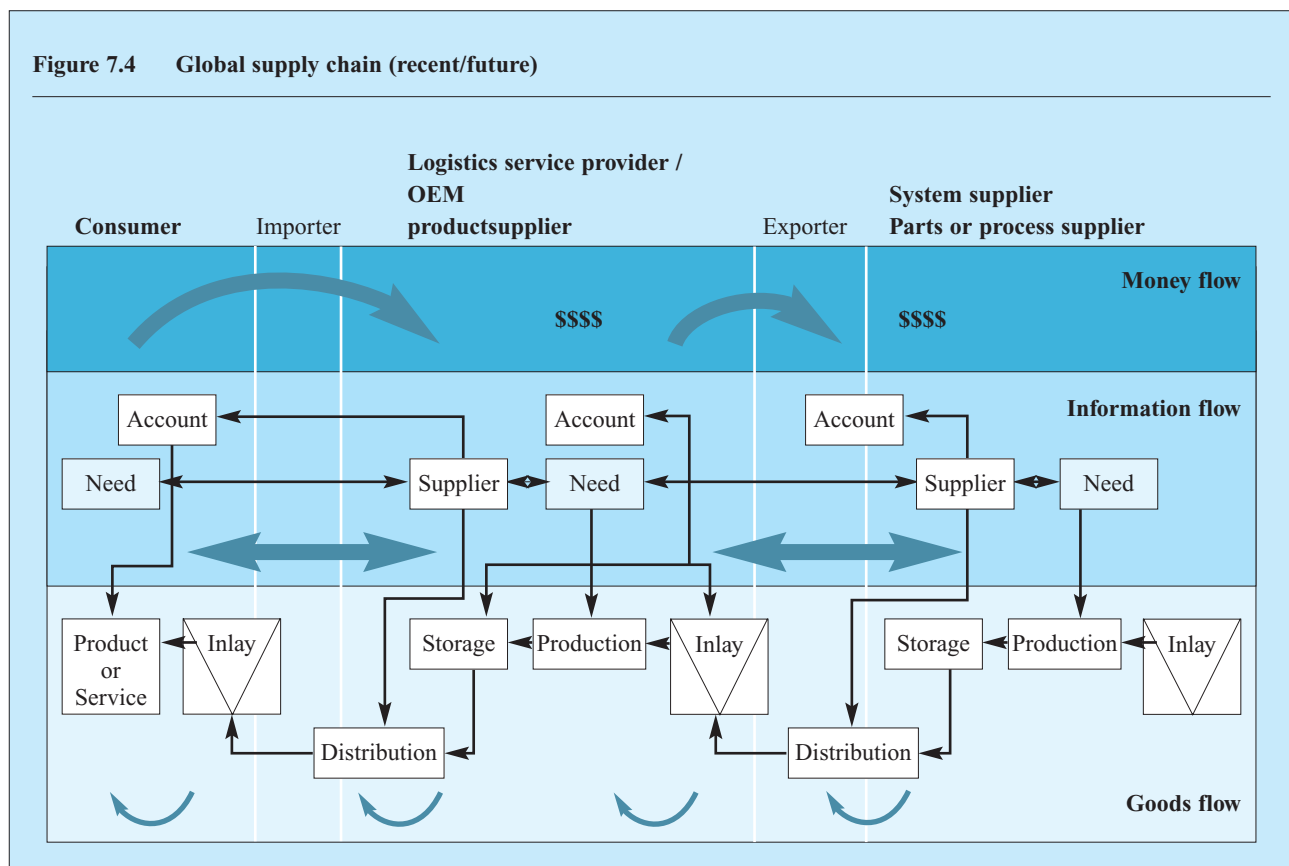 Figure 7.4 Global supply chain (recent/future)
Logistics service provider /
OEM
productsupplier
System supplier
Parts or process supplier
Consumer
Importer
Exporter
Money flow
$$$$
$$$$
Information flow
Account
Account
Account
Need
Supplier
Need
Supplier
Need
Product
or
Service
Inlay
Storage
Production
Inlay
Storage
Production
Inlay
Distribution
Distribution
Goods flow